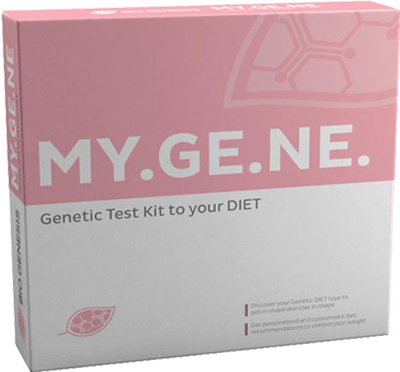 MY.GE.NE.
Genetic Test Kit to your DIET
Discover your Genetic DIET type to
get in shape and stay in shape
Get personalised and customised diet
recommendations to control your weight.
BIO GENESIS
MY.GE.NE
BIO GENESIS